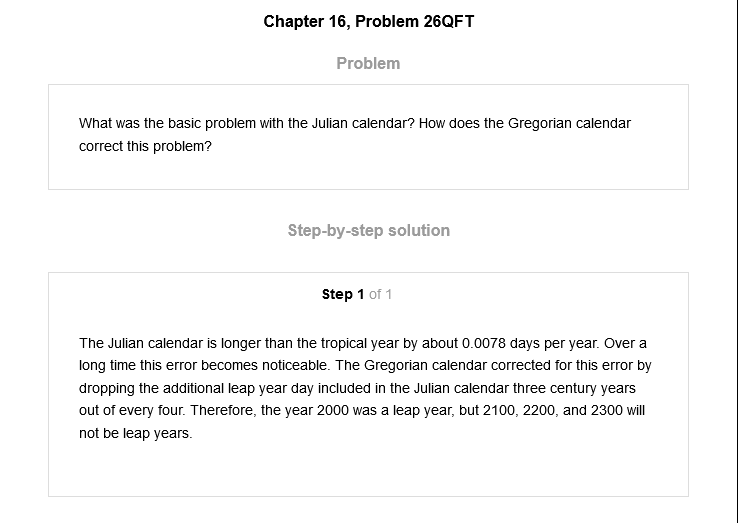 Chapter 16, Problem 26QFT
Problem
What was the basic problem with the Julian calendar? How does the Gregorian calendar
correct this problem?
Step-by-step solution
Step 1 of 1
The Julian calendar is longer than the tropical year by about 0.0078 days per year. Over a
long time this error becomes noticeable. The Gregorian calendar corrected for this error by
dropping the additional leap year day included in the Julian calendar three century years
out of every four. Therefore, the year 2000 was a leap year, but 2100, 2200, and 2300 will
not be leap years.